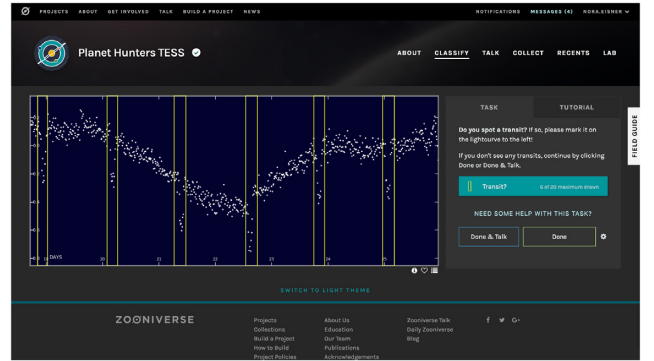 PROJECTS ABOUT GET INVOLVED TALK BUILD A PROJECT NEWS NOTIFICATIONS MESSAGES (4) NORA.EISNER
Planet Hunters TESS
ABOUT CLASSIFY TALK COLLECT RECENTS LAB
TASK TUTORIAL
FIELD GUIDE
Do you spot a transit? If so, please mark it on
the lightcurve to the left!
If you don't see any transits, continue by clicking
Done or Done & Talk.
Transit? 6 of 20 maximum drawn
NEED SOME HELP WITH THIS TASK?
Done & Talk Done
DAYS 20 21 22 23 24 25
SWITCH TO LIGHT THEME
ZOONIVERSE
Projects About Us Zooniverse Talk
Collections Education Daily Zooniverse
Build a Project Our Team Blog
How to Build Publications
Project Policies Acknowledgements